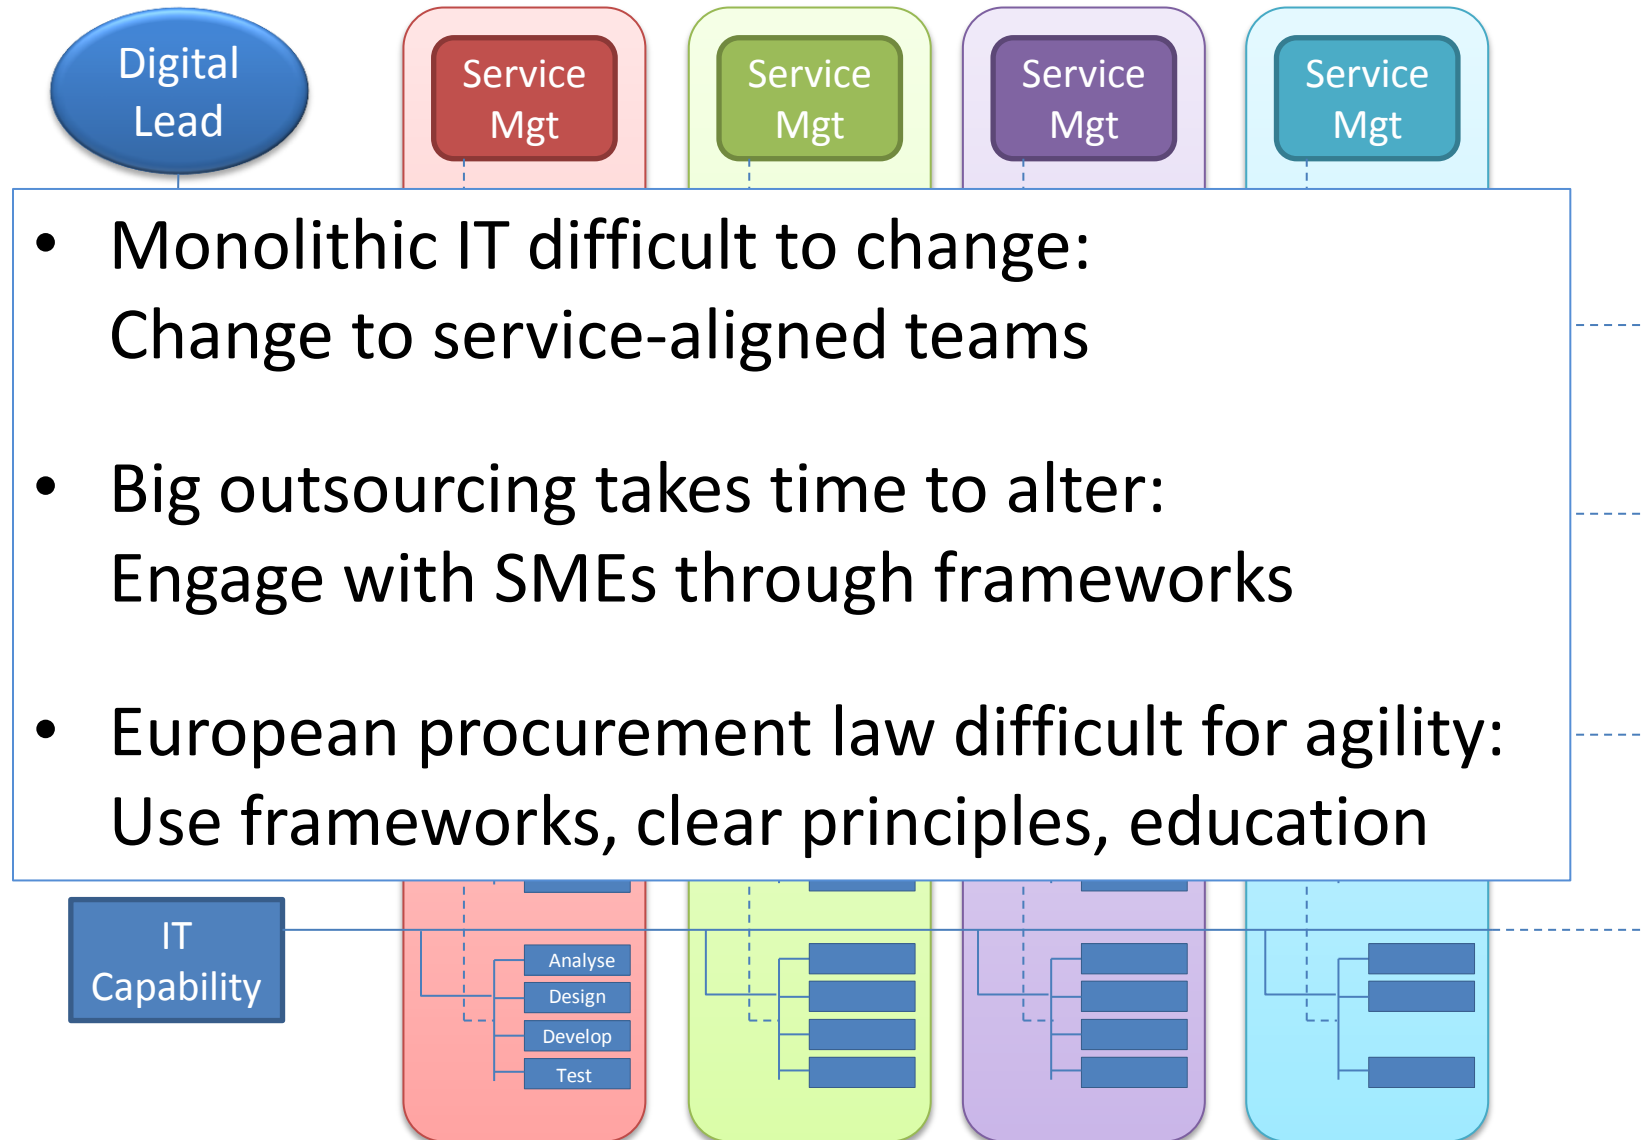 Digital
Lead
Service
Mgt
Service
Mgt
Service
Mgt
Service
Mgt
• Monolithic IT difficult to change:
Change to service-aligned teams
• Big outsourcing takes time to alter:
Engage with SMEs through frameworks
• European procurement law difficult for agility:
Use frameworks, clear principles, education
IT
Capability
Analyse
Design
Develop
Test